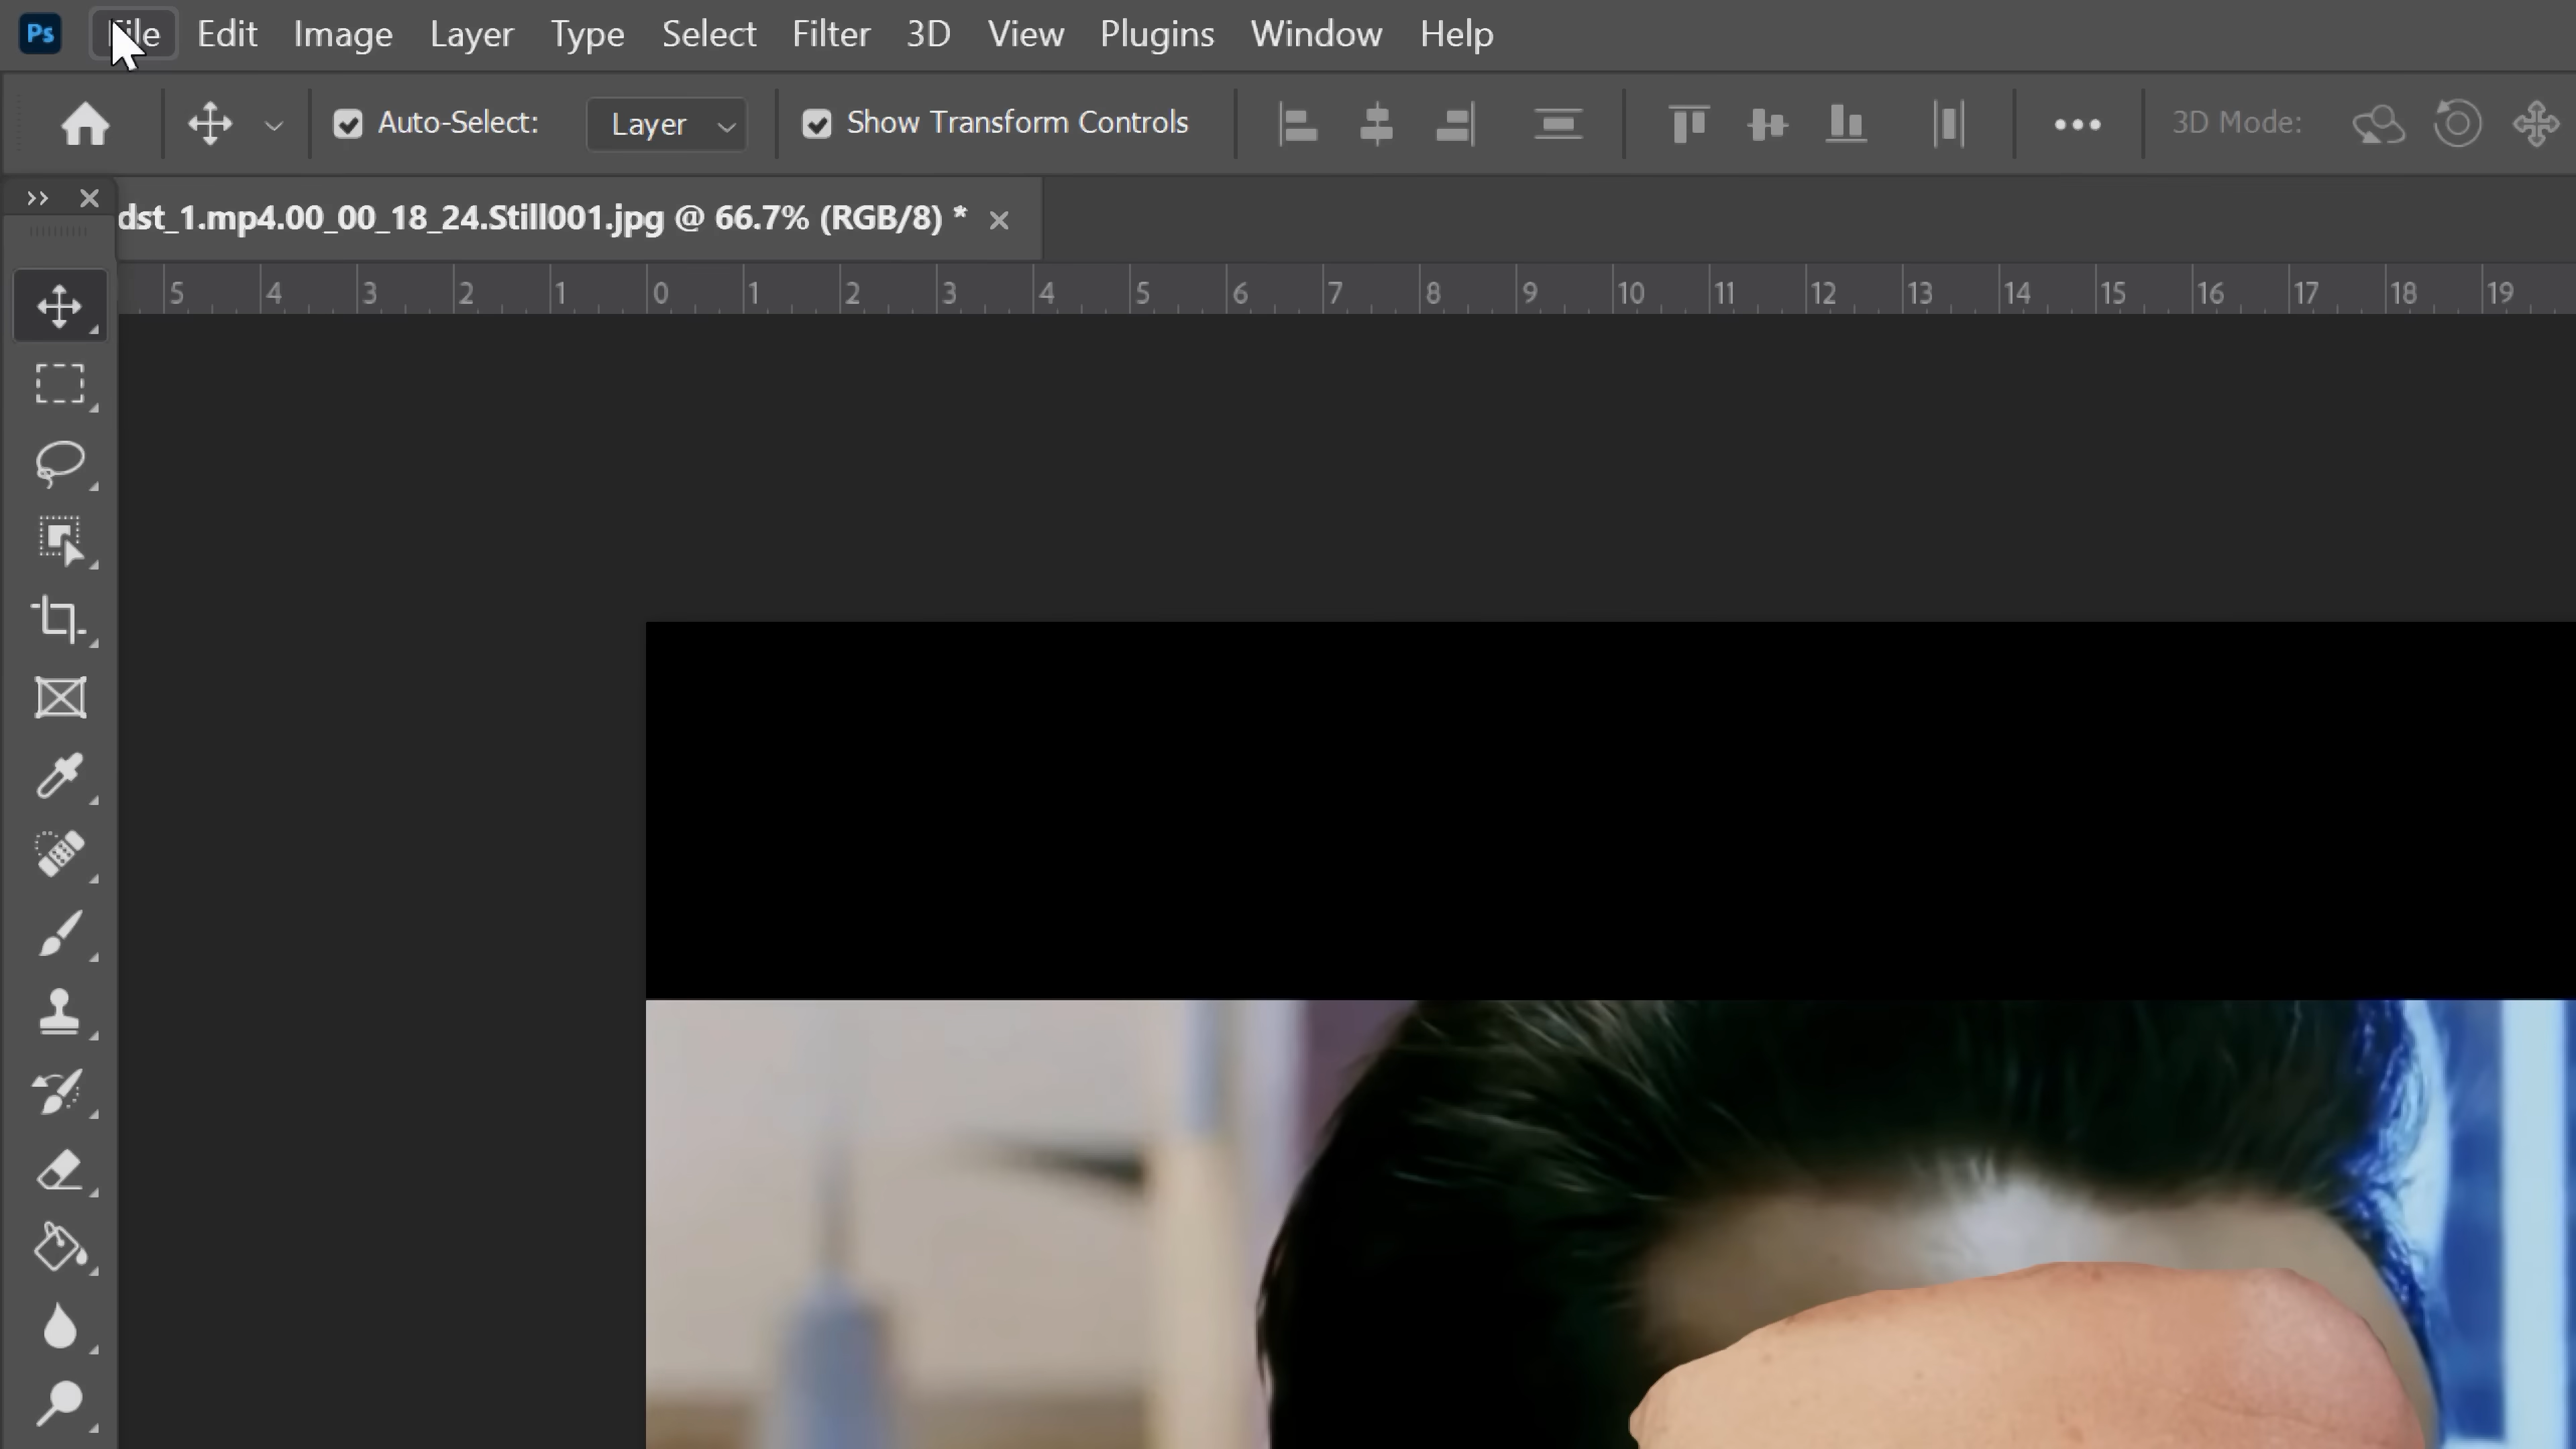 Ps File Edit Image Layer Type Select Filter 3D View Plugins Window Help
Auto-Select: Layer Show Transform Controls 3D Mode:
dst_1.mp4.00_00_18_24.Still001.jpg @ 66.7% (RGB/8) *
5 4 3 2 1 0 1 2 3 4 5 6 7 8 9 10 11 12 13 14 15 16 17 18 19